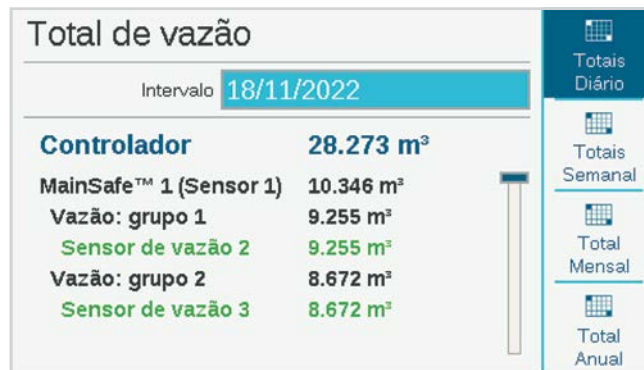 Total de vazão
Intervalo 18/11/2022
Controlador 28.273 m³
MainSafe™ 1 (Sensor 1) 10.346 m³
Vazão: grupo 1 9.255 m³
Sensor de vazão 2 9.255 m³
Vazão: grupo 2 8.672 m³
Sensor de vazão 3 8.672 m³
Totais
Diário
Totais
Semanal
Total
Mensal
Total
Anual